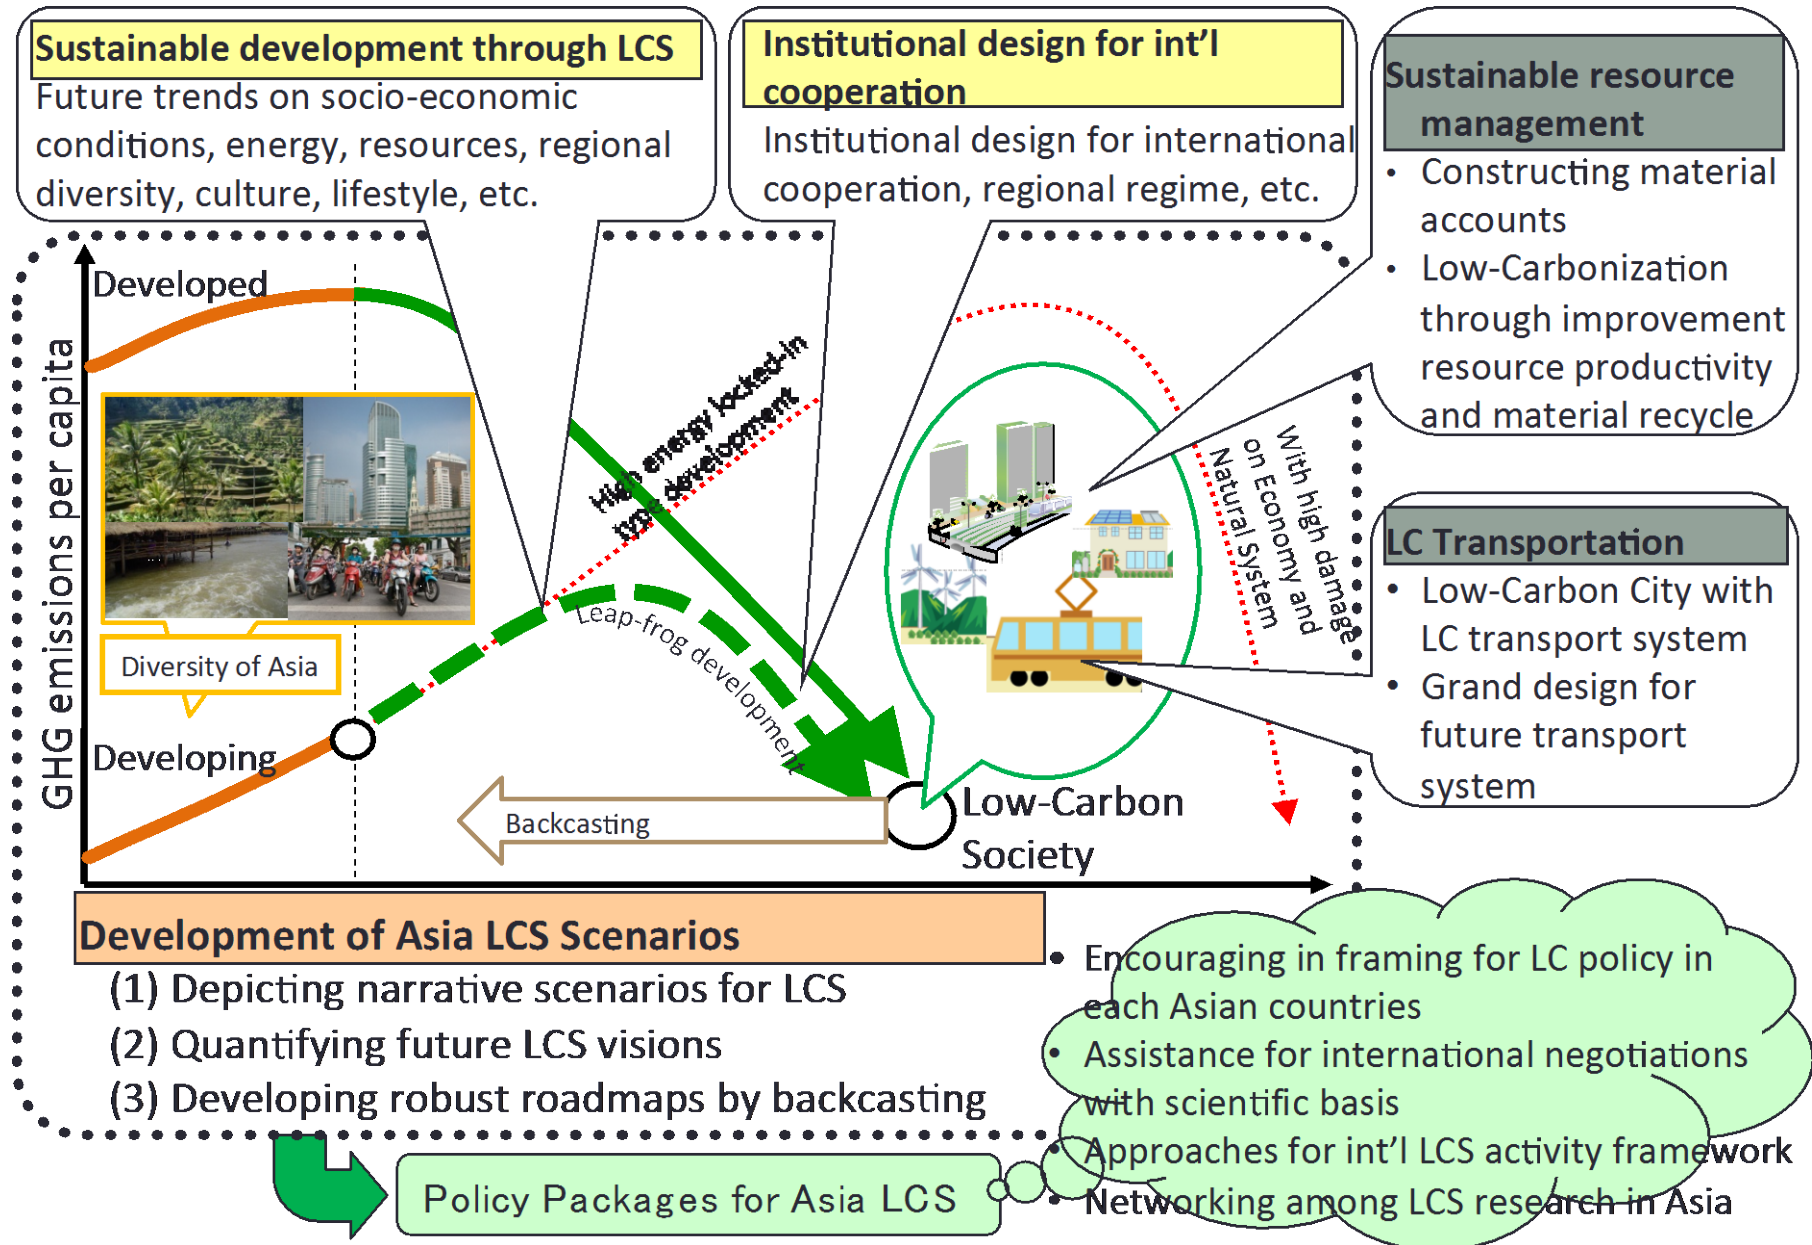 Sustainable development through LCS
Future trends on socio-economic
conditions, energy, resources, regional
diversity, culture, lifestyle, etc.
Institutional design for int’l
cooperation
Institutional design for international
cooperation, regional regime, etc.
Sustainable resource
management
• Constructing material
accounts
• Low-Carbonization
through improvement
resource productivity
and material recycle
LC Transportation
• Low-Carbon City with
LC transport system
• Grand design for
future transport
system
GHG emissions per capita
Developed
Developing
Diversity of Asia
High energy locked-in
type development
Leap-frog development
With high damage
on Economy and
Natural System
Backcasting
Low-Carbon
Society
Development of Asia LCS Scenarios
(1) Depicting narrative scenarios for LCS
(2) Quantifying future LCS visions
(3) Developing robust roadmaps by backcasting
Policy Packages for Asia LCS
• Encouraging in framing for LC policy in
each Asian countries
• Assistance for international negotiations
with scientific basis
• Approaches for int’l LCS activity framework
• Networking among LCS research in Asia